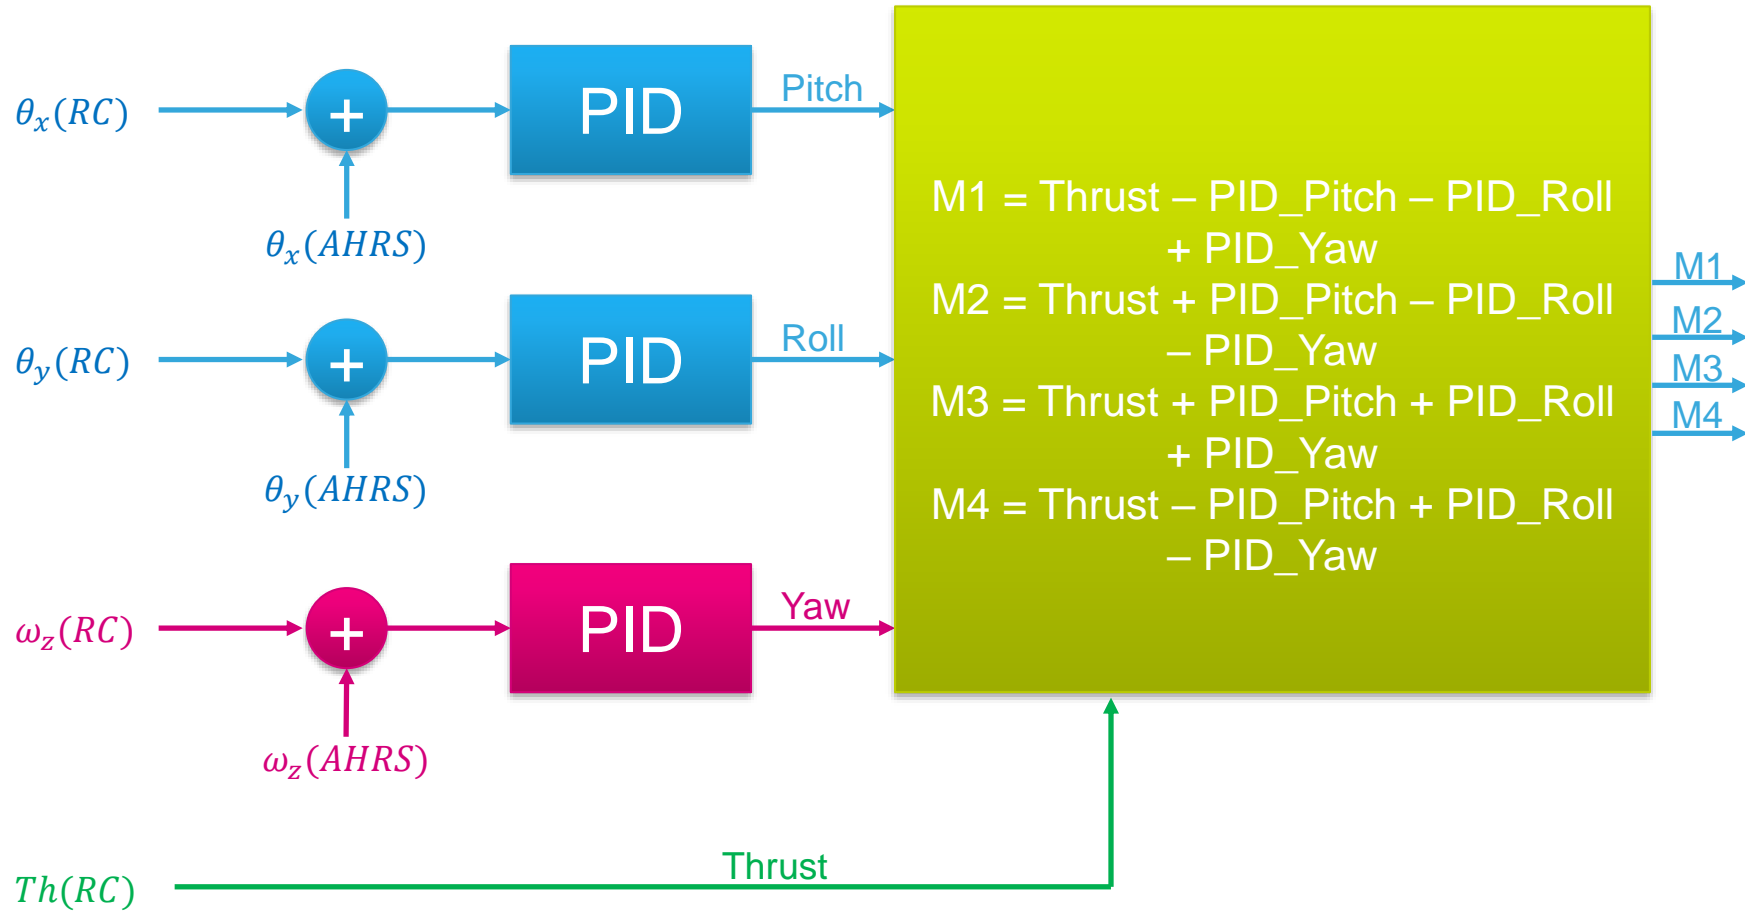 θx(RC)
+
PID
Pitch
θx(AHRS)
θy(RC)
+
PID
Roll
θy(AHRS)
ωz(RC)
+
PID
Yaw
ωz(AHRS)
Th(RC)
Thrust
M1 = Thrust – PID_Pitch – PID_Roll
+ PID_Yaw
M2 = Thrust + PID_Pitch – PID_Roll
– PID_Yaw
M3 = Thrust + PID_Pitch + PID_Roll
+ PID_Yaw
M4 = Thrust – PID_Pitch + PID_Roll
– PID_Yaw
M1
M2
M3
M4